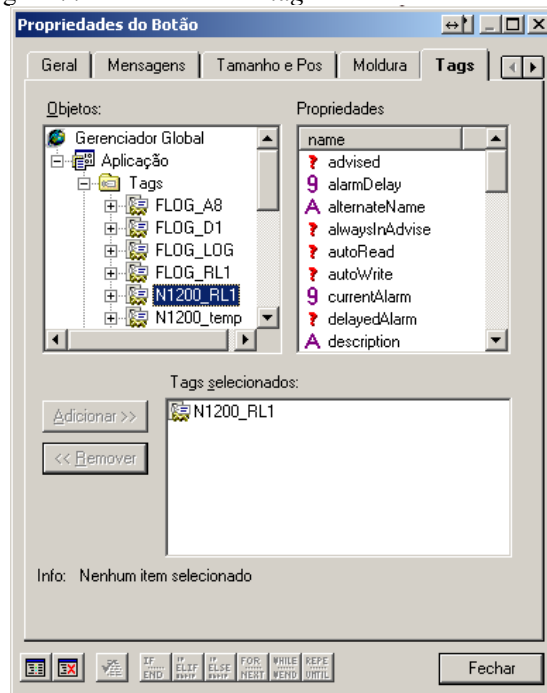 Propriedades do Botão
Geral Mensagens Tamanho e Pos Moldura Tags
Objetos: Propriedades
Gerenciador Global name
Aplicação advised
Tags alarmDelay
FLOG_A8 alternateName
FLOG_D1 alwaysInAdvise
FLOG_LOG autoRead
FLOG_RL1 autoWrite
N1200_RL1 currentAlarm
N1200_temp delayedAlarm
description
Tags selecionados:
Adicionar >> N1200_RL1
<< Remover
Info: Nenhum item selecionado
IF END IF ELIF ENDIF IF ELSE ENDIF FOR NEXT WHILE WEND REPE UNTIL Fechar